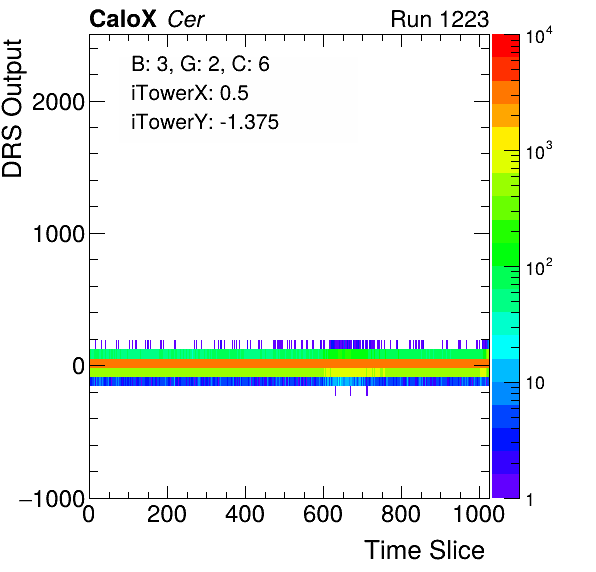 CaloX Cer Run 1223
DRS Output
B: 3, G: 2, C: 6
iTowerX: 0.5
iTowerY: -1.375
2000
1000
0
−1000
0 200 400 600 800 1000
Time Slice
10^4
10^3
10^2
10
1